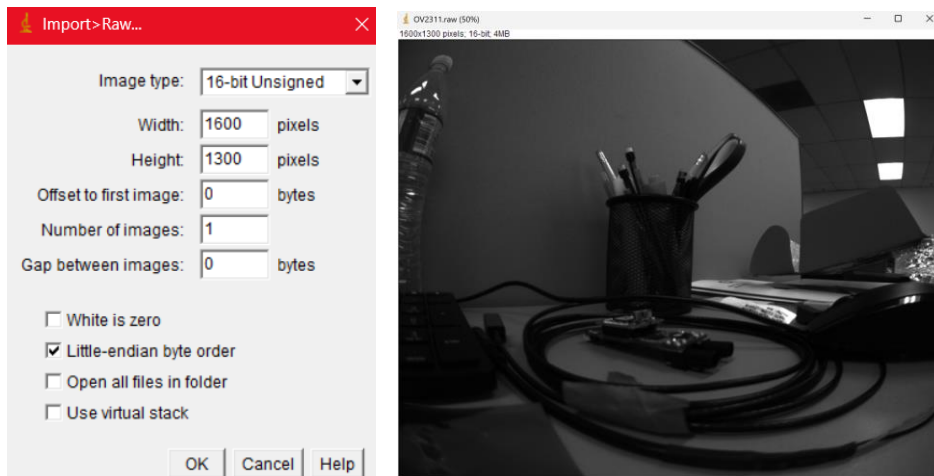 Import>Raw...
Image type: 16-bit Unsigned
Width: 1600 pixels
Height: 1300 pixels
Offset to first image: 0 bytes
Number of images: 1
Gap between images: 0 bytes
White is zero
Little-endian byte order
Open all files in folder
Use virtual stack
OK Cancel Help
OV2311.raw (50%)
1600x1300 pixels; 16-bit; 4MB